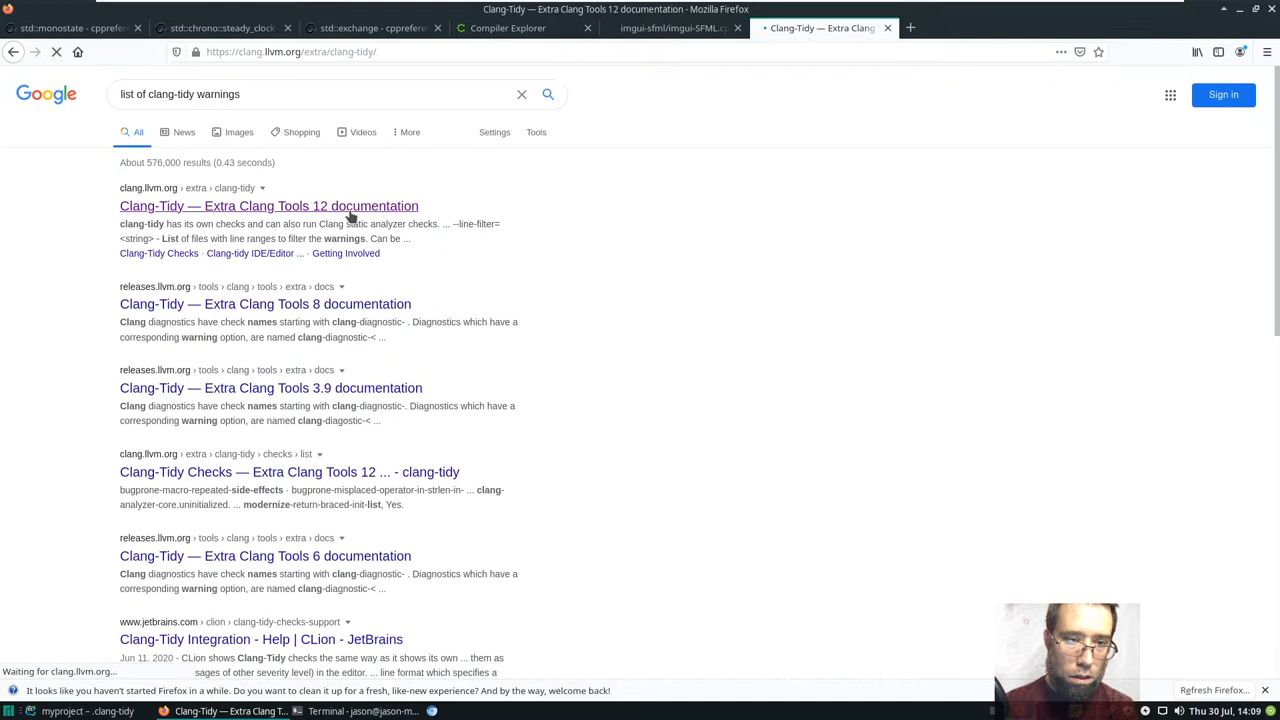 Clang-Tidy — Extra Clang Tools 12 documentation - Mozilla Firefox
std::monostate - cpprefere
std::chrono::steady_clock
std::exchange - cpprefere
Compiler Explorer
imgui-sfml/imgui-SFML.cp
Clang-Tidy — Extra Clang
https://clang.llvm.org/extra/clang-tidy/
Google
list of clang-tidy warnings
Sign in
All
News
Images
Shopping
Videos
More
Settings
Tools
About 576,000 results (0.43 seconds)
clang.llvm.org › extra › clang-tidy
Clang-Tidy — Extra Clang Tools 12 documentation
clang-tidy has its own checks and can also run Clang static analyzer checks. ... --line-filter=
<string> - List of files with line ranges to filter the warnings. Can be ...
Clang-Tidy Checks · Clang-tidy IDE/Editor ... · Getting Involved
releases.llvm.org › tools › clang › tools › extra › docs
Clang-Tidy — Extra Clang Tools 8 documentation
Clang diagnostics have check names starting with clang-diagnostic- . Diagnostics which have a
corresponding warning option, are named clang-diagnostic-< ...
releases.llvm.org › tools › clang › tools › extra › docs
Clang-Tidy — Extra Clang Tools 3.9 documentation
Clang diagnostics have check names starting with clang-diagnostic-. Diagnostics which have a
corresponding warning option, are named clang-diagostic-< ...
clang.llvm.org › extra › clang-tidy › checks › list
Clang-Tidy Checks — Extra Clang Tools 12 ... - clang-tidy
bugprone-macro-repeated-side-effects · bugprone-misplaced-operator-in-strlen-in- ... clang-
analyzer-core.uninitialized. ... modernize-return-braced-init-list, Yes.
releases.llvm.org › tools › clang › tools › extra › docs
Clang-Tidy — Extra Clang Tools 6 documentation
Clang diagnostics have check names starting with clang-diagnostic- . Diagnostics which have a
corresponding warning option, are named clang-diagnostic-< ...
www.jetbrains.com › clion › clang-tidy-checks-support
Clang-Tidy Integration - Help | CLion - JetBrains
Jun 11, 2020 - CLion shows Clang-Tidy checks the same way as it shows its own ... them as
sages of other severity level) in the editor. ... line format which specifies a
Waiting for clang.llvm.org...
It looks like you haven't started Firefox in a while. Do you want to clean it up for a fresh, like-new experience? And by the way, welcome back!
Refresh Firefox...
myproject – .clang-tidy
Clang-Tidy — Extra Clang T...
Terminal - jason@jason-m...
Thu 30 Jul, 14:09